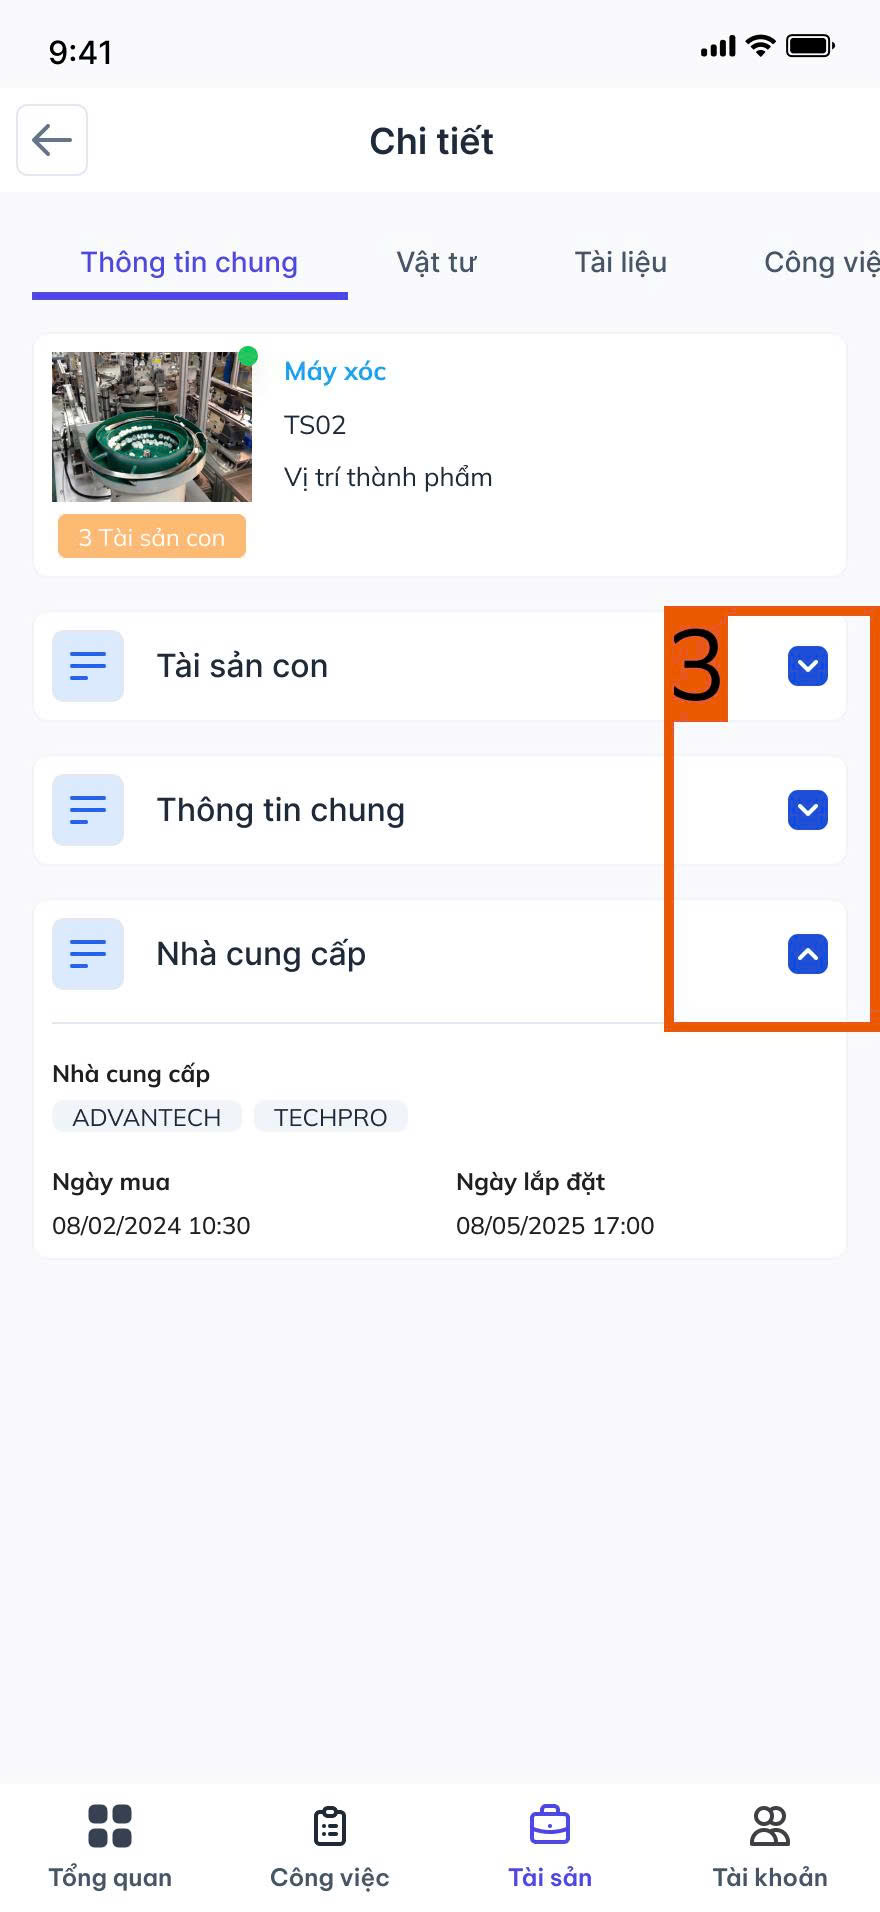 9:41
Chi tiết
Thông tin chung Vật tư Tài liệu Công việ
Máy xóc
TS02
Vị trí thành phẩm
3 Tài sản con
Tài sản con
3
Thông tin chung
Nhà cung cấp
Nhà cung cấp
ADVANTECH TECHPRO
Ngày mua Ngày lắp đặt
08/02/2024 10:30 08/05/2025 17:00
Tổng quan Công việc Tài sản Tài khoản